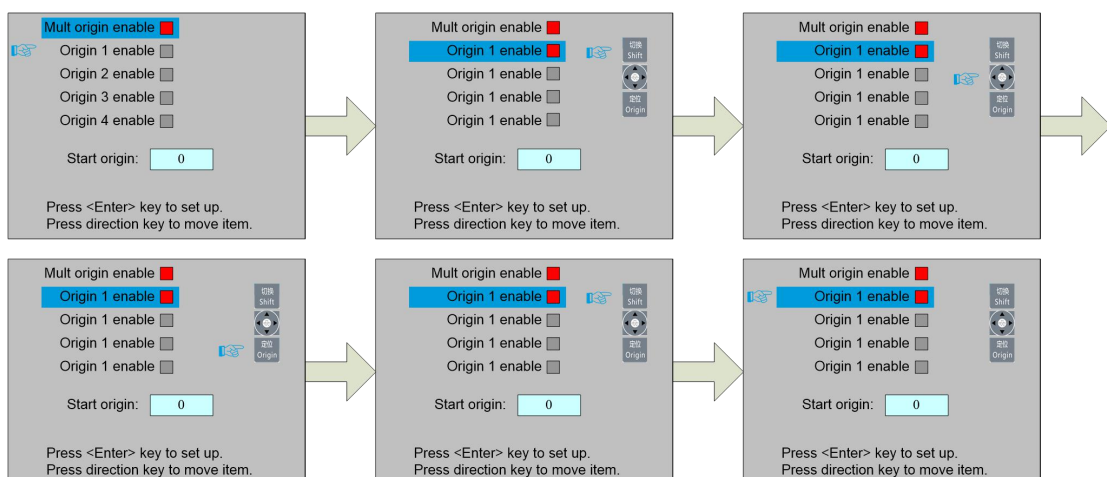 Mult origin enable
Origin 1 enable
Origin 2 enable
Origin 3 enable
Origin 4 enable
Start origin: 0
Press <Enter> key to set up.
Press direction key to move item.
Mult origin enable
Origin 1 enable
Origin 1 enable
Origin 1 enable
Origin 1 enable
切换
Shift
定位
Origin
Start origin: 0
Press <Enter> key to set up.
Press direction key to move item.
Mult origin enable
Origin 1 enable
Origin 1 enable
Origin 1 enable
Origin 1 enable
切换
Shift
定位
Origin
Start origin: 0
Press <Enter> key to set up.
Press direction key to move item.
Mult origin enable
Origin 1 enable
Origin 1 enable
Origin 1 enable
Origin 1 enable
切换
Shift
定位
Origin
Start origin: 0
Press <Enter> key to set up.
Press direction key to move item.
Mult origin enable
Origin 1 enable
Origin 1 enable
Origin 1 enable
Origin 1 enable
切换
Shift
定位
Origin
Start origin: 0
Press <Enter> key to set up.
Press direction key to move item.
Mult origin enable
Origin 1 enable
Origin 1 enable
Origin 1 enable
Origin 1 enable
切换
Shift
定位
Origin
Start origin: 0
Press <Enter> key to set up.
Press direction key to move item.